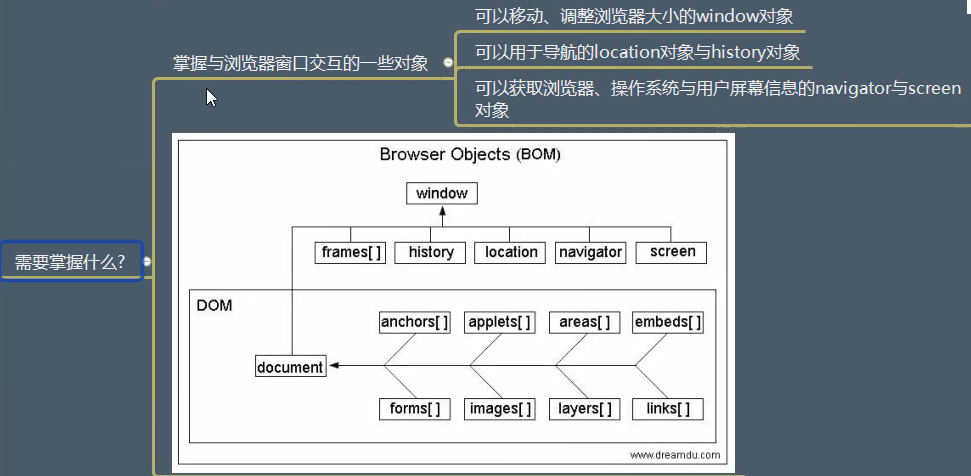 可以移动、调整浏览器大小的window对象
掌握与浏览器窗口交互的一些对象
可以用于导航的location对象与history对象
可以获取浏览器、操作系统与用户屏幕信息的navigator与screen
对象
Browser Objects (BOM)
window
frames[ ] history location navigator screen
需要掌握什么?
DOM
anchors[ ] applets[ ] areas[ ] embeds[ ]
document
forms[ ] images[ ] layers[ ] links[ ]
www.dreamdu.com